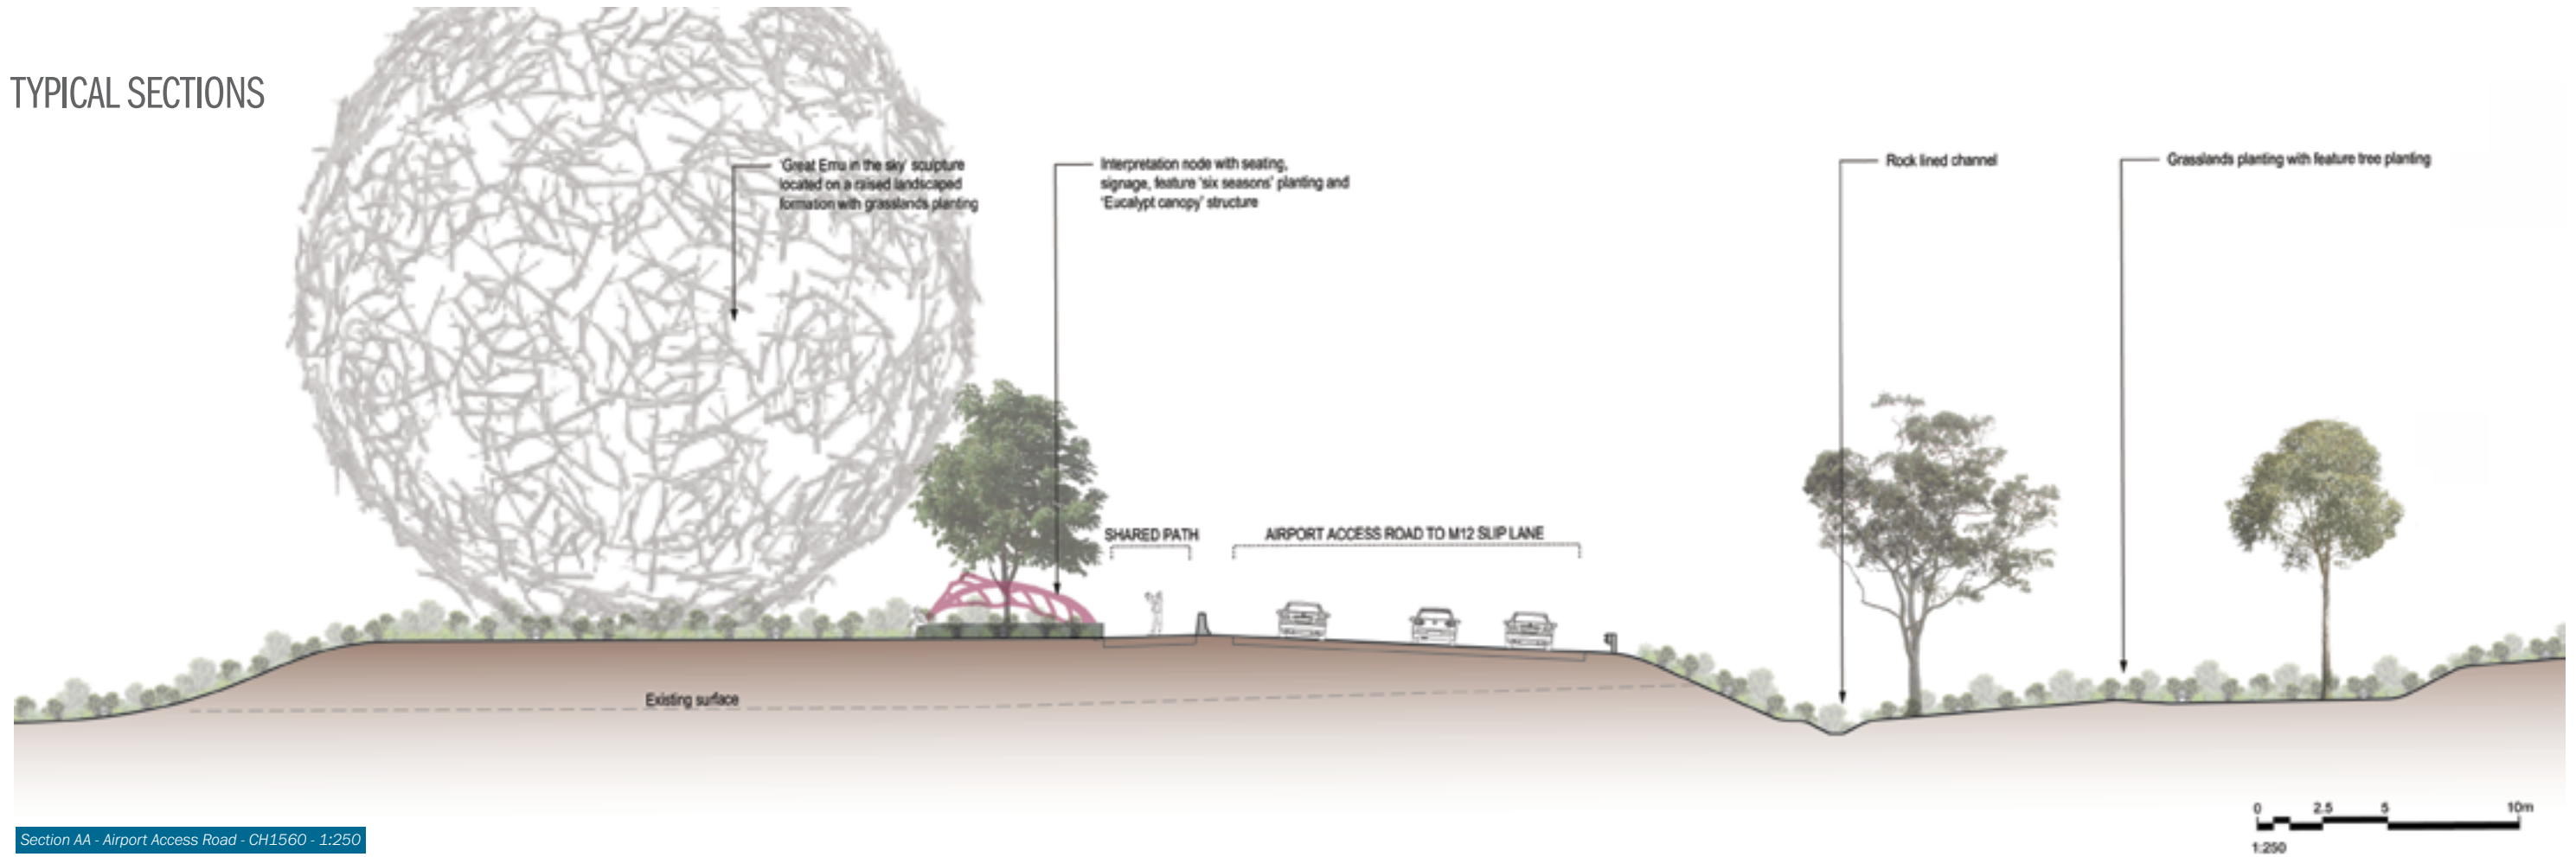 TYPICAL SECTIONS
'Great Emu in the sky' sculpture
located on a raised landscaped
formation with grasslands planting
Interpretation node with seating,
signage, feature 'six seasons' planting and
'Eucalypt canopy' structure
Rock lined channel
Grasslands planting with feature tree planting
SHARED PATH
AIRPORT ACCESS ROAD TO M12 SLIP LANE
Existing surface
0 2.5 5 10m
1:250
Section AA - Airport Access Road - CH1560 - 1:250